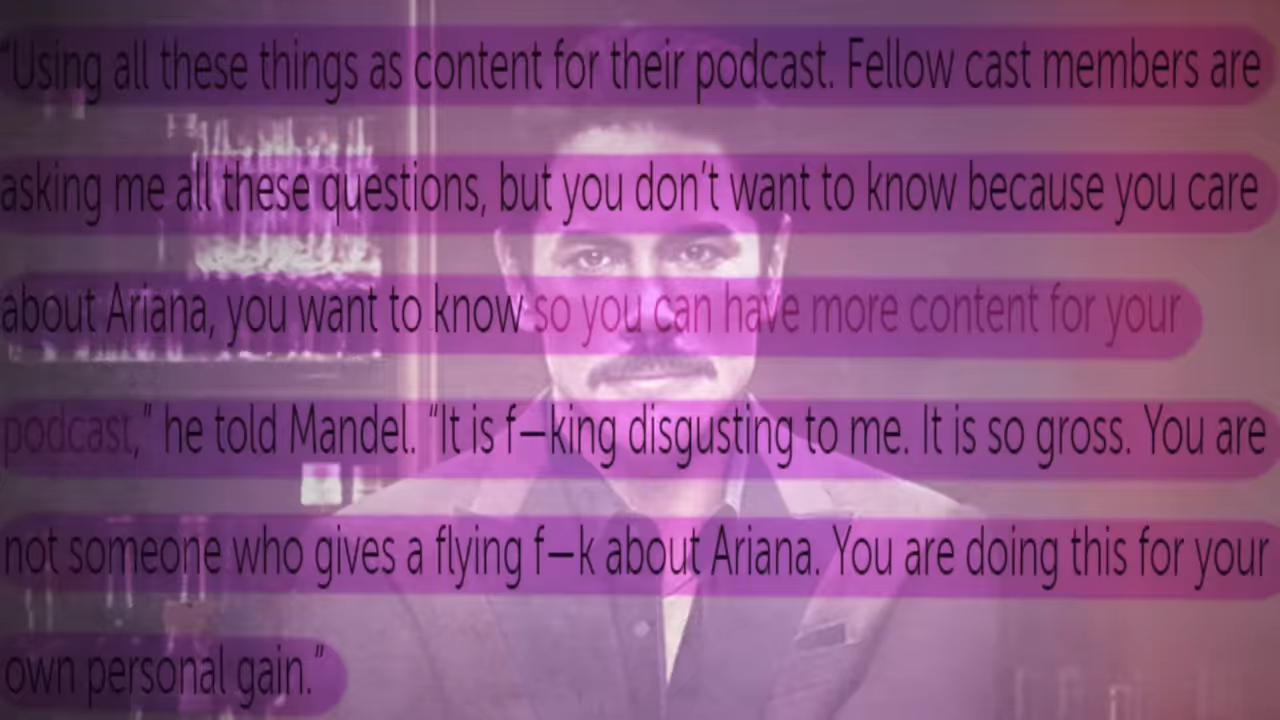 “Using all these things as content for their podcast. Fellow cast members are
asking me all these questions, but you don’t want to know because you care
about Ariana, you want to know so you can have more content for your
podcast,” he told Mandel. “It is f—king disgusting to me. It is so gross. You are
not someone who gives a flying f—k about Ariana. You are doing this for your
own personal gain.”